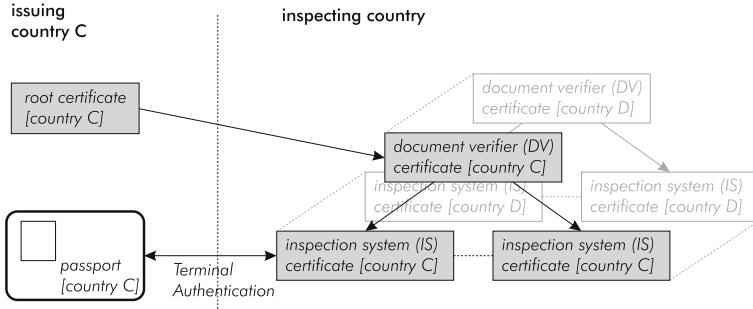 issuing
country C
inspecting country
root certificate
[country C]
document verifier (DV)
certificate [country D]
document verifier (DV)
certificate [country C]
inspection system (IS)
certificate [country D]
inspection system (IS)
certificate [country D]
passport
[country C]
Terminal
Authentication
inspection system (IS)
certificate [country C]
inspection system (IS)
certificate [country C]